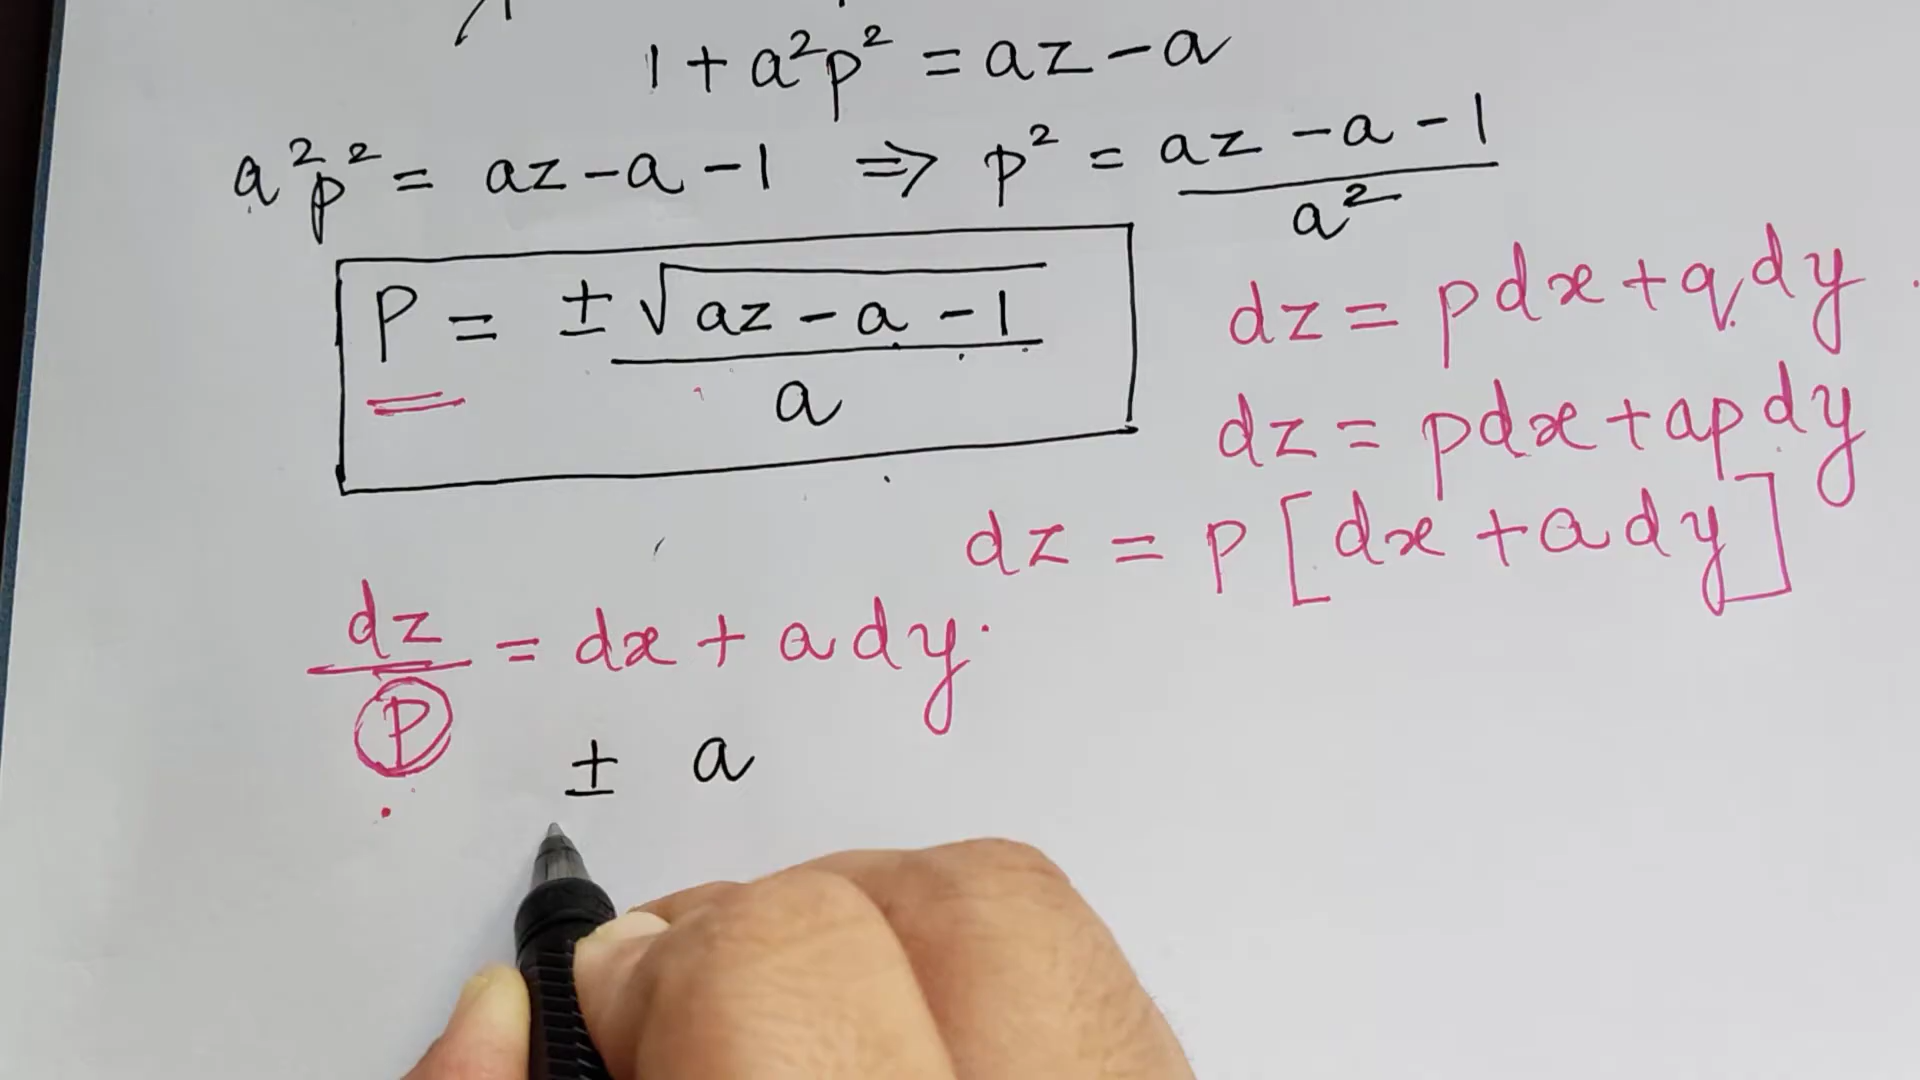 1 + a²p² = az - a
a²p² = az - a - 1 ⇒ p² = (az - a - 1)/a²
P = ± √(az - a - 1)/a
dz = pdx + qdy
dz = pdx + apdy
dz = p[dx + ady]
dz/P = dx + ady
± a